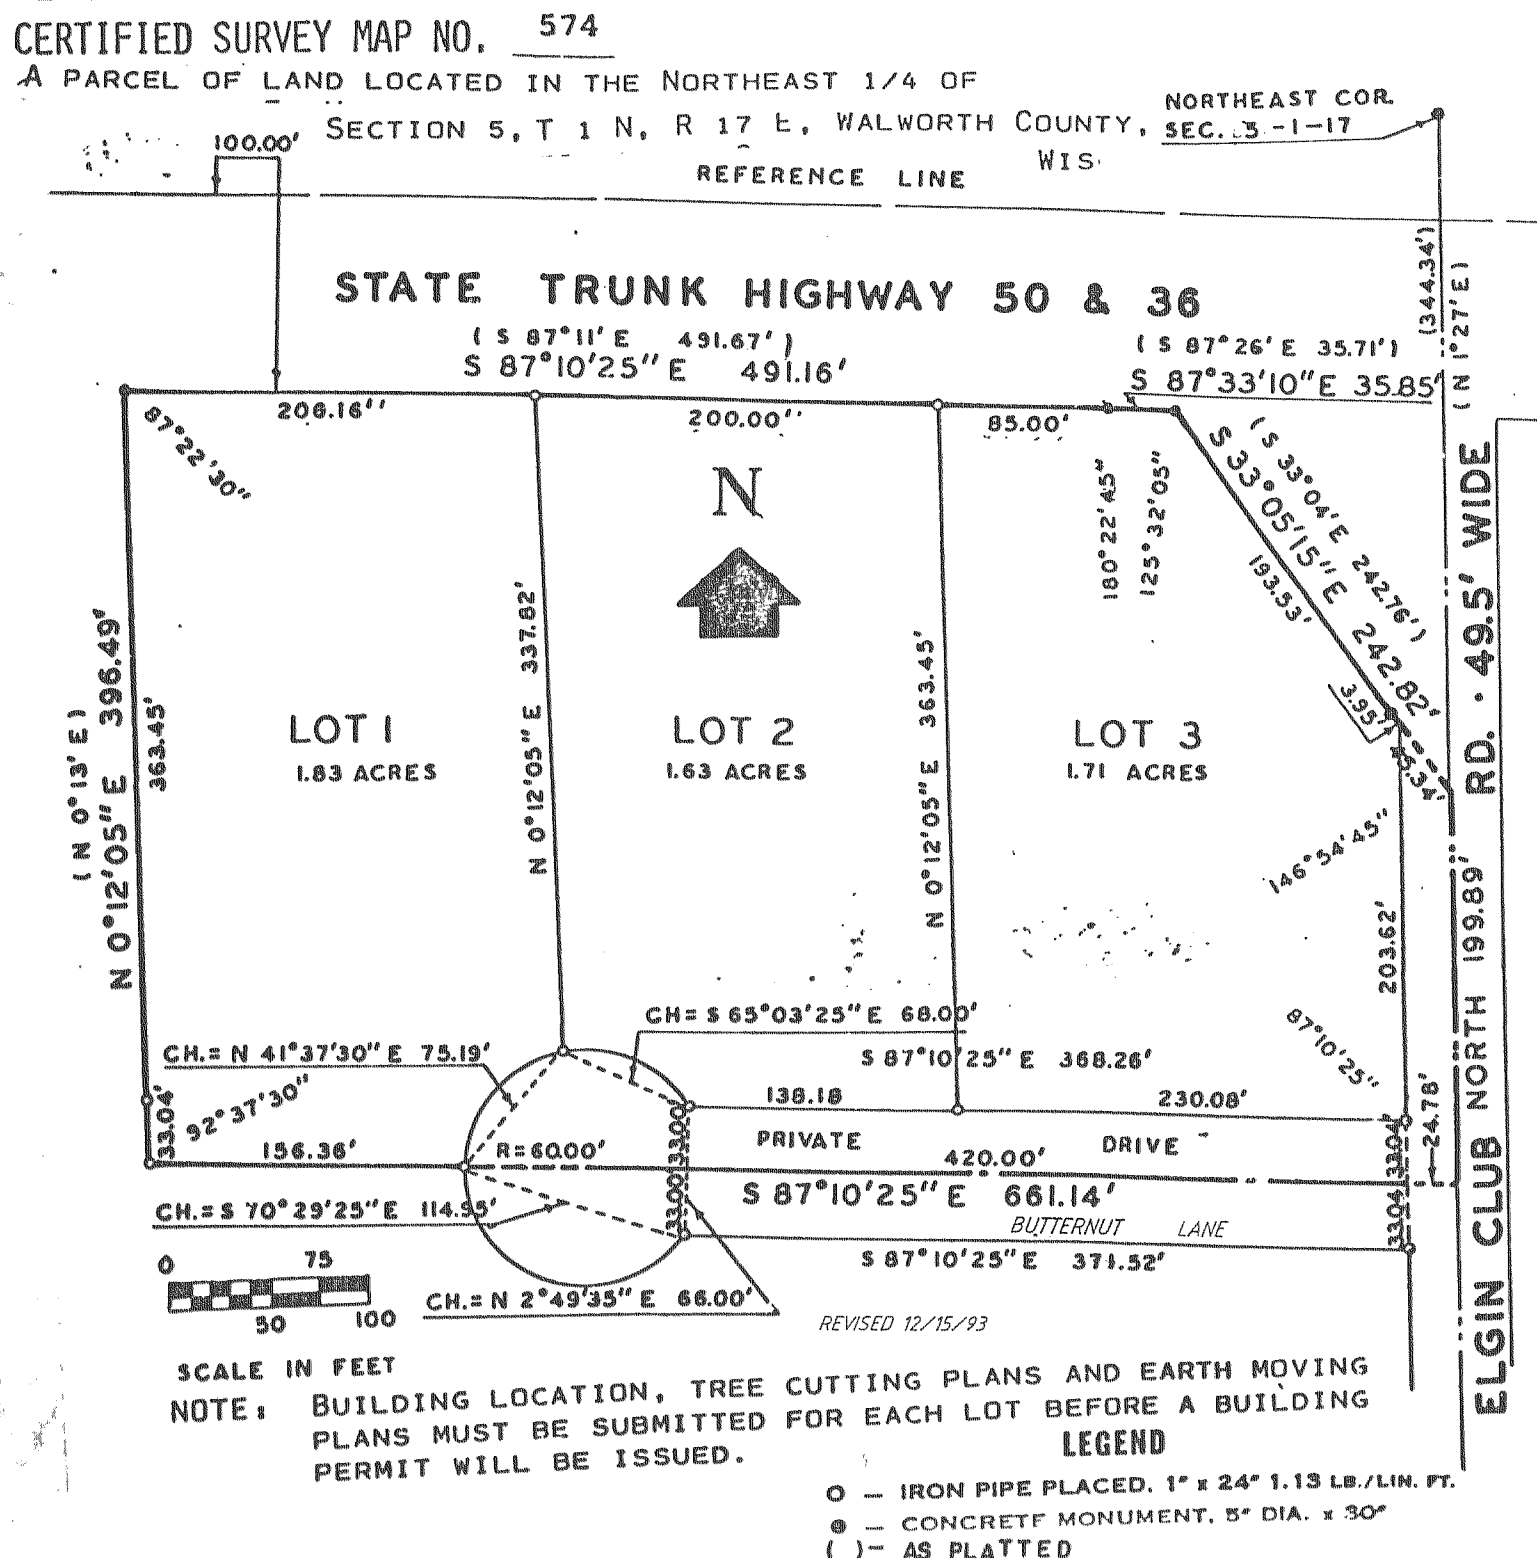 CERTIFIED SURVEY MAP NO. 574
A PARCEL OF LAND LOCATED IN THE NORTHEAST 1/4 OF
SECTION 5, T 1 N, R 17 E, WALWORTH COUNTY,
WIS.
NORTHEAST COR.
SEC. 5 -1-17
100.00'
REFERENCE LINE
(344.34')
(N 1°27'E)
STATE TRUNK HIGHWAY 50 & 36
( S 87°11' E 491.67' )
S 87°10'25" E 491.16'
( S 87°26' E 35.71' )
S 87°33'10" E 35.85'
206.16''
200.00''
85.00'
87°22'30"
N
180°22'45"
125°32'05"
( S 33°04' E 242.76' )
S 33°05'15" E 242.82'
193.53'
3.95'
45.34'
( N 0°13' E )
N 0°12'05" E 396.49'
363.45'
N 0°12'05" E 337.82'
N 0°12'05" E 363.45'
LOT 1
1.83 ACRES
LOT 2
1.63 ACRES
LOT 3
1.71 ACRES
146°54'45"
203.62'
87°10'25"
ELGIN CLUB RD. • 49.5' WIDE
NORTH 199.89'
24.78'
CH= S 65°03'25" E 68.00'
CH.= N 41°37'30" E 75.19'
S 87°10'25" E 368.26'
33.04'
92°37'30"
138.18
230.08'
156.36'
R=60.00'
33.00
33.00
PRIVATE DRIVE
420.00'
33.04'
33.04
S 87°10'25" E 661.14'
CH.= S 70°29'25" E 114.95'
BUTTERNUT LANE
S 87°10'25" E 371.52'
CH.= N 2°49'35" E 66.00'
REVISED 12/15/93
0 75
50 100
SCALE IN FEET
NOTE: BUILDING LOCATION, TREE CUTTING PLANS AND EARTH MOVING
PLANS MUST BE SUBMITTED FOR EACH LOT BEFORE A BUILDING
PERMIT WILL BE ISSUED.
LEGEND
O — IRON PIPE PLACED. 1" x 24" 1.13 LB./LIN. FT.
● — CONCRETE MONUMENT, 5" DIA. x 30"
( )- AS PLATTED